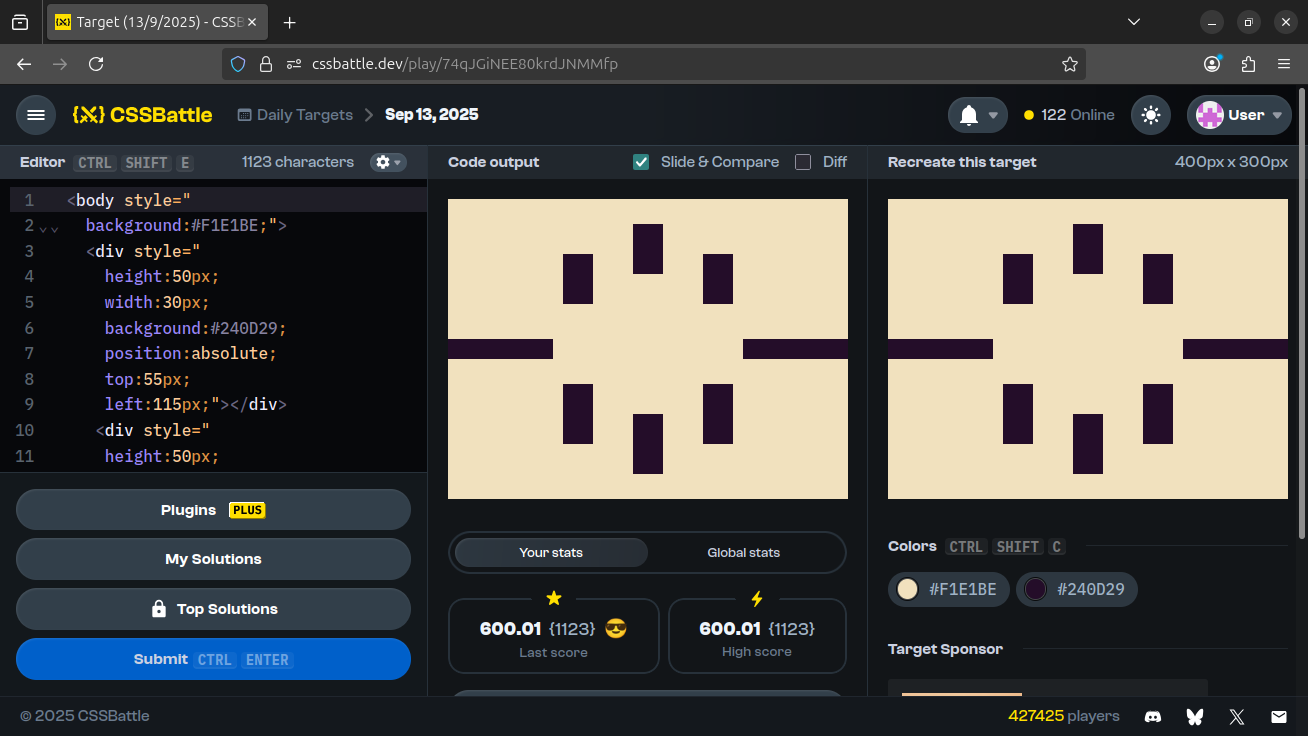 Target (13/9/2025) - CSSB
cssbattle.dev/play/74qJGiNEE80krdJNMMfp
CSSBattle
Daily Targets
Sep 13, 2025
122 Online
User
Editor CTRL SHIFT E
1123 characters
Code output
Slide & Compare
Diff
Recreate this target
400px x 300px
1 <body style="
2 background:#F1E1BE;">
3 <div style="
4 height:50px;
5 width:30px;
6 background:#240D29;
7 position:absolute;
8 top:55px;
9 left:115px;"></div>
10 <div style="
11 height:50px;
Plugins PLUS
My Solutions
Top Solutions
Submit CTRL ENTER
Your stats
Global stats
600.01 {1123}
Last score
600.01 {1123}
High score
Colors CTRL SHIFT C
#F1E1BE
#240D29
Target Sponsor
© 2025 CSSBattle
427425 players